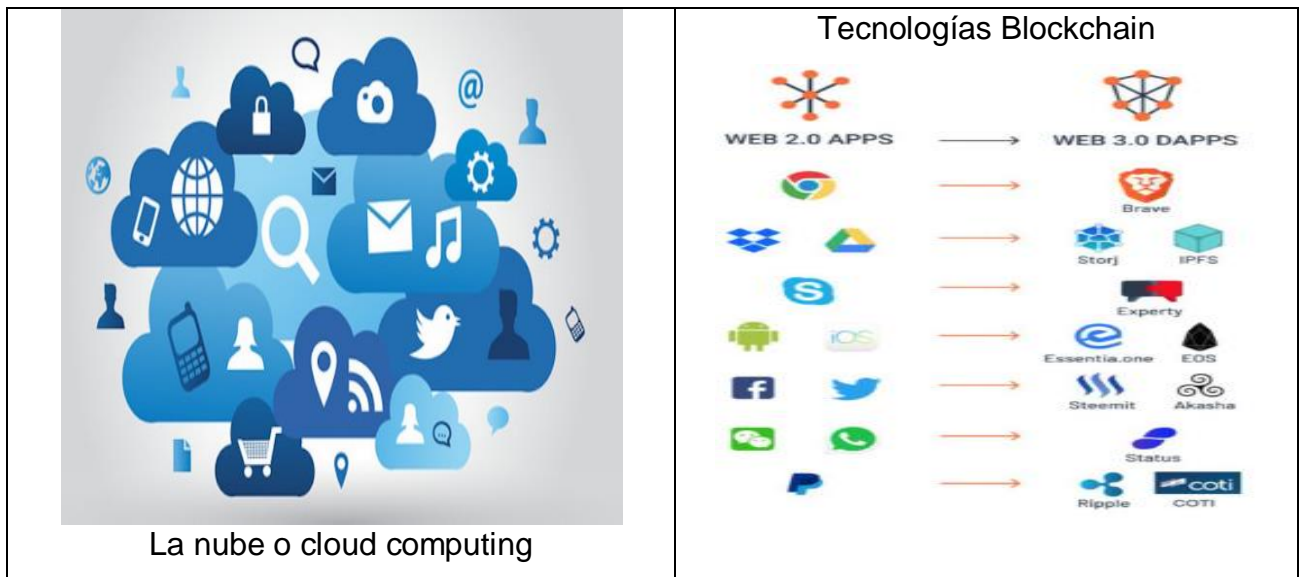 La nube o cloud computing
Tecnologías Blockchain
WEB 2.0 APPS
WEB 3.0 DAPPS
Brave
Storj
IPFS
Experty
iOS
Essentia.one
EOS
Steemit
Akasha
Status
Ripple
coti
COTI